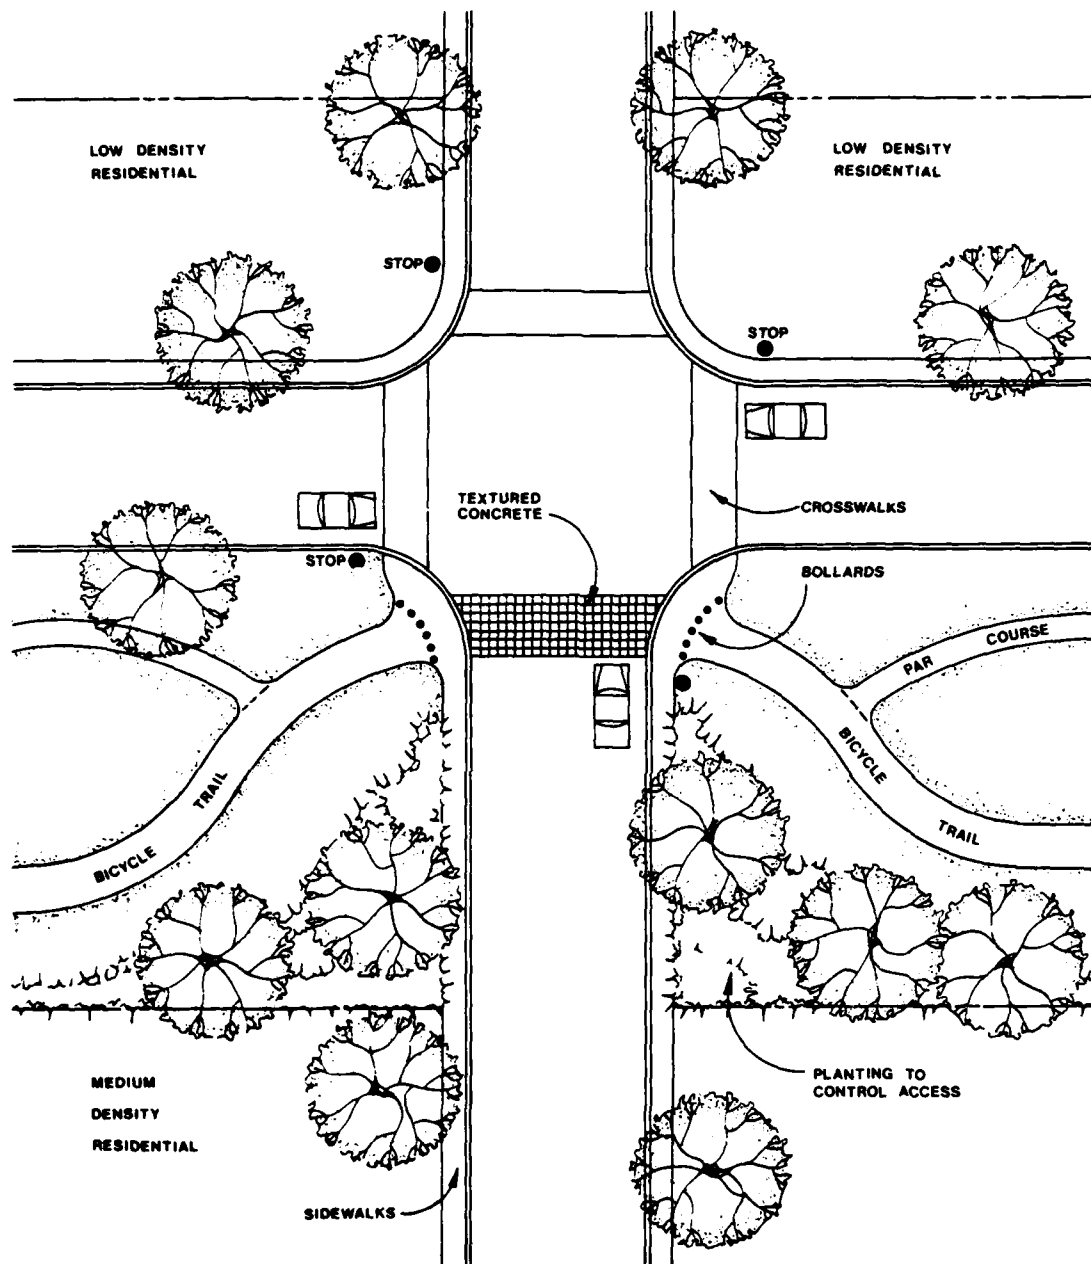 LOW DENSITY
RESIDENTIAL
LOW DENSITY
RESIDENTIAL
STOP
STOP
TEXTURED
CONCRETE
CROSSWALKS
STOP
BOLLARDS
PAR COURSE
BICYCLE TRAIL
BICYCLE TRAIL
MEDIUM
DENSITY
RESIDENTIAL
PLANTING TO
CONTROL ACCESS
SIDEWALKS